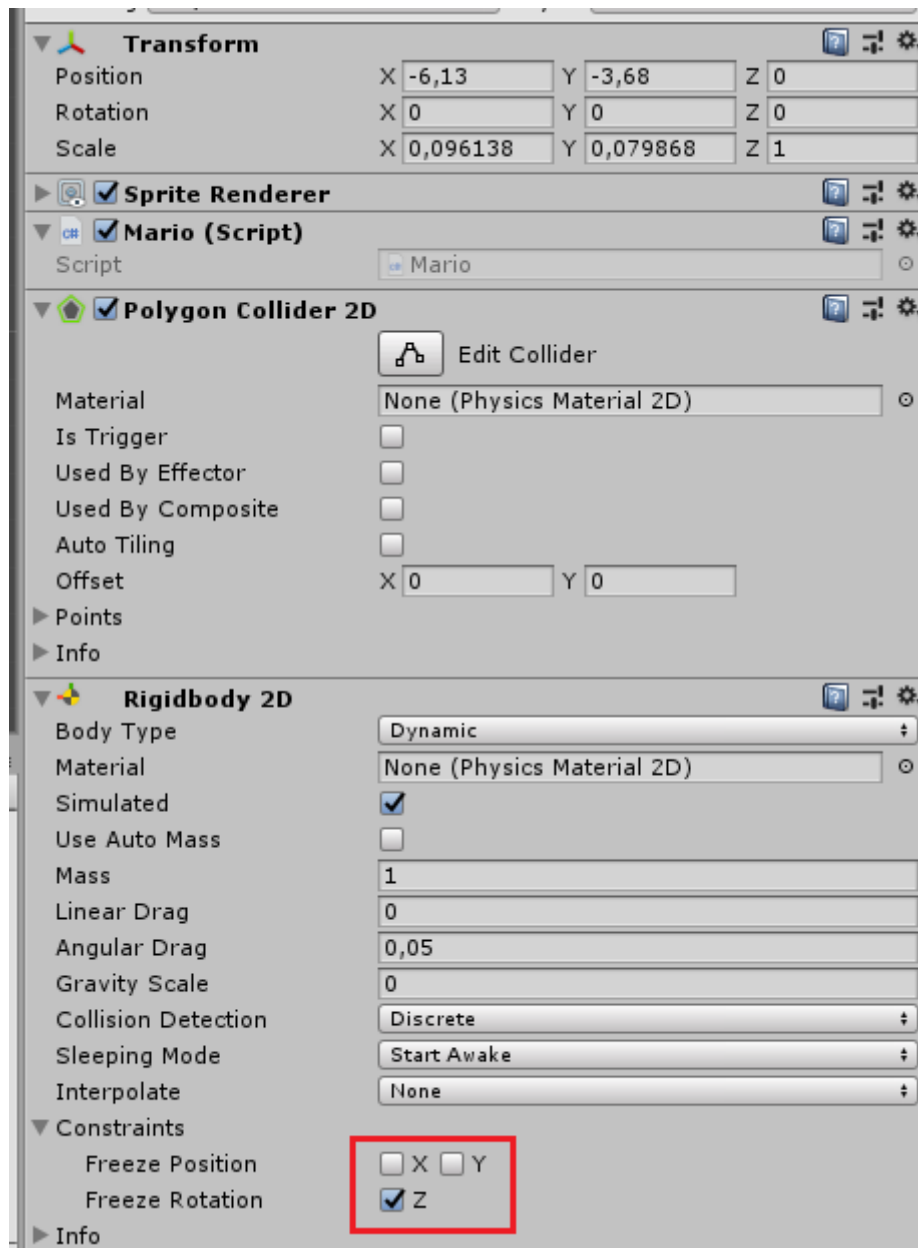 Transform
Position X -6,13 Y -3,68 Z 0
Rotation X 0 Y 0 Z 0
Scale X 0,096138 Y 0,079868 Z 1
Sprite Renderer
c# Mario (Script)
Script Mario
Polygon Collider 2D
Edit Collider
Material None (Physics Material 2D)
Is Trigger
Used By Effector
Used By Composite
Auto Tiling
Offset X 0 Y 0
Points
Info
Rigidbody 2D
Body Type Dynamic
Material None (Physics Material 2D)
Simulated
Use Auto Mass
Mass 1
Linear Drag 0
Angular Drag 0,05
Gravity Scale 0
Collision Detection Discrete
Sleeping Mode Start Awake
Interpolate None
Constraints
Freeze Position X Y
Freeze Rotation Z
Info